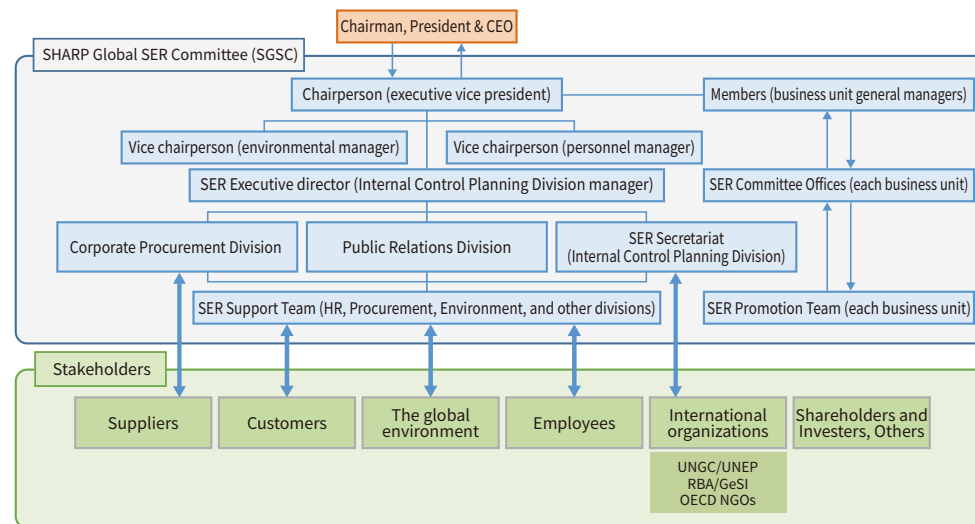 Chairman, President & CEO
SHARP Global SER Committee (SGSC)
Chairperson (executive vice president)
Members (business unit general managers)
Vice chairperson (environmental manager)
Vice chairperson (personnel manager)
SER Executive director (Internal Control Planning Division manager)
SER Committee Offices (each business unit)
Corporate Procurement Division
Public Relations Division
SER Secretariat
(Internal Control Planning Division)
SER Support Team (HR, Procurement, Environment, and other divisions)
SER Promotion Team (each business unit)
Stakeholders
Suppliers
Customers
The global
environment
Employees
International
organizations
Shareholders and
Investers, Others
UNGC/UNEP
RBA/GeSI
OECD NGOs